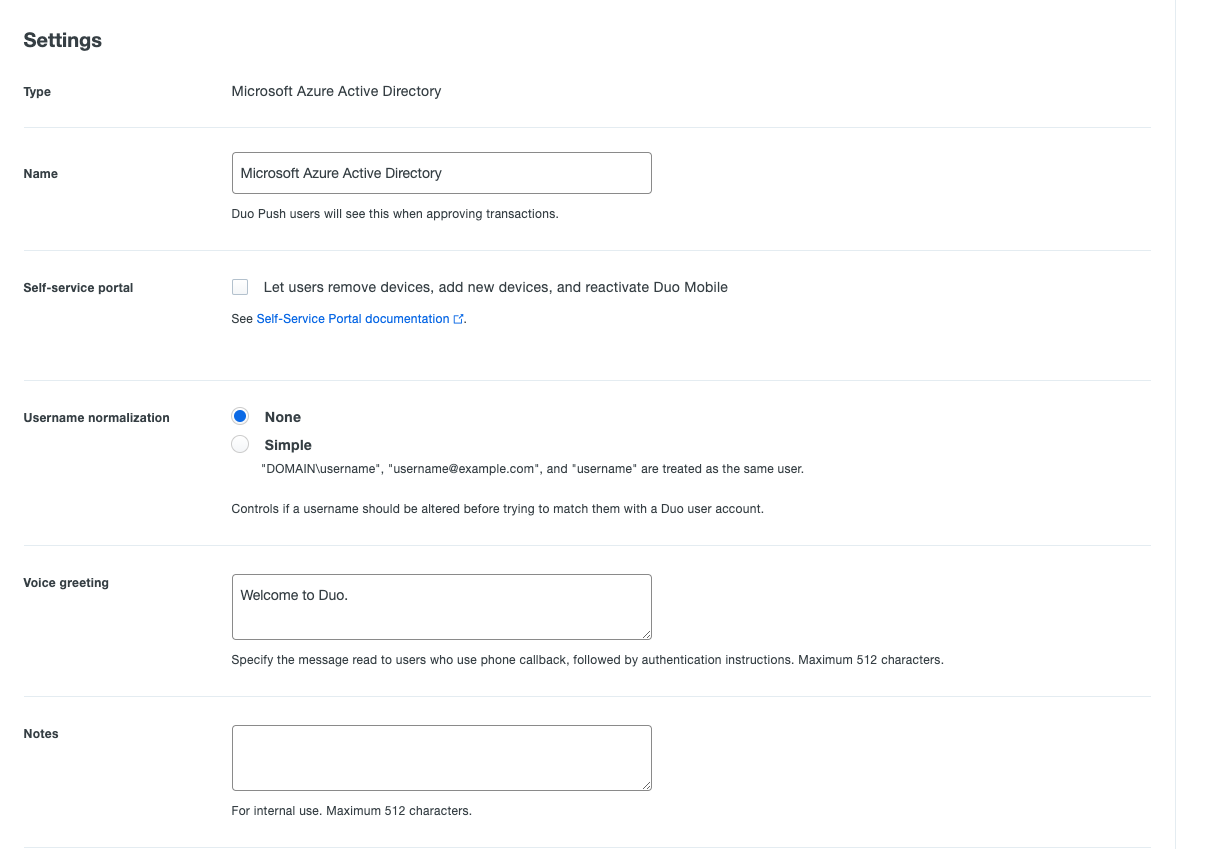 Settings
Type
Microsoft Azure Active Directory
Name
Microsoft Azure Active Directory
Duo Push users will see this when approving transactions.
Self-service portal
Let users remove devices, add new devices, and reactivate Duo Mobile
See Self-Service Portal documentation.
Username normalization
None
Simple
"DOMAIN\username", "username@example.com", and "username" are treated as the same user.
Controls if a username should be altered before trying to match them with a Duo user account.
Voice greeting
Welcome to Duo.
Specify the message read to users who use phone callback, followed by authentication instructions. Maximum 512 characters.
Notes
For internal use. Maximum 512 characters.